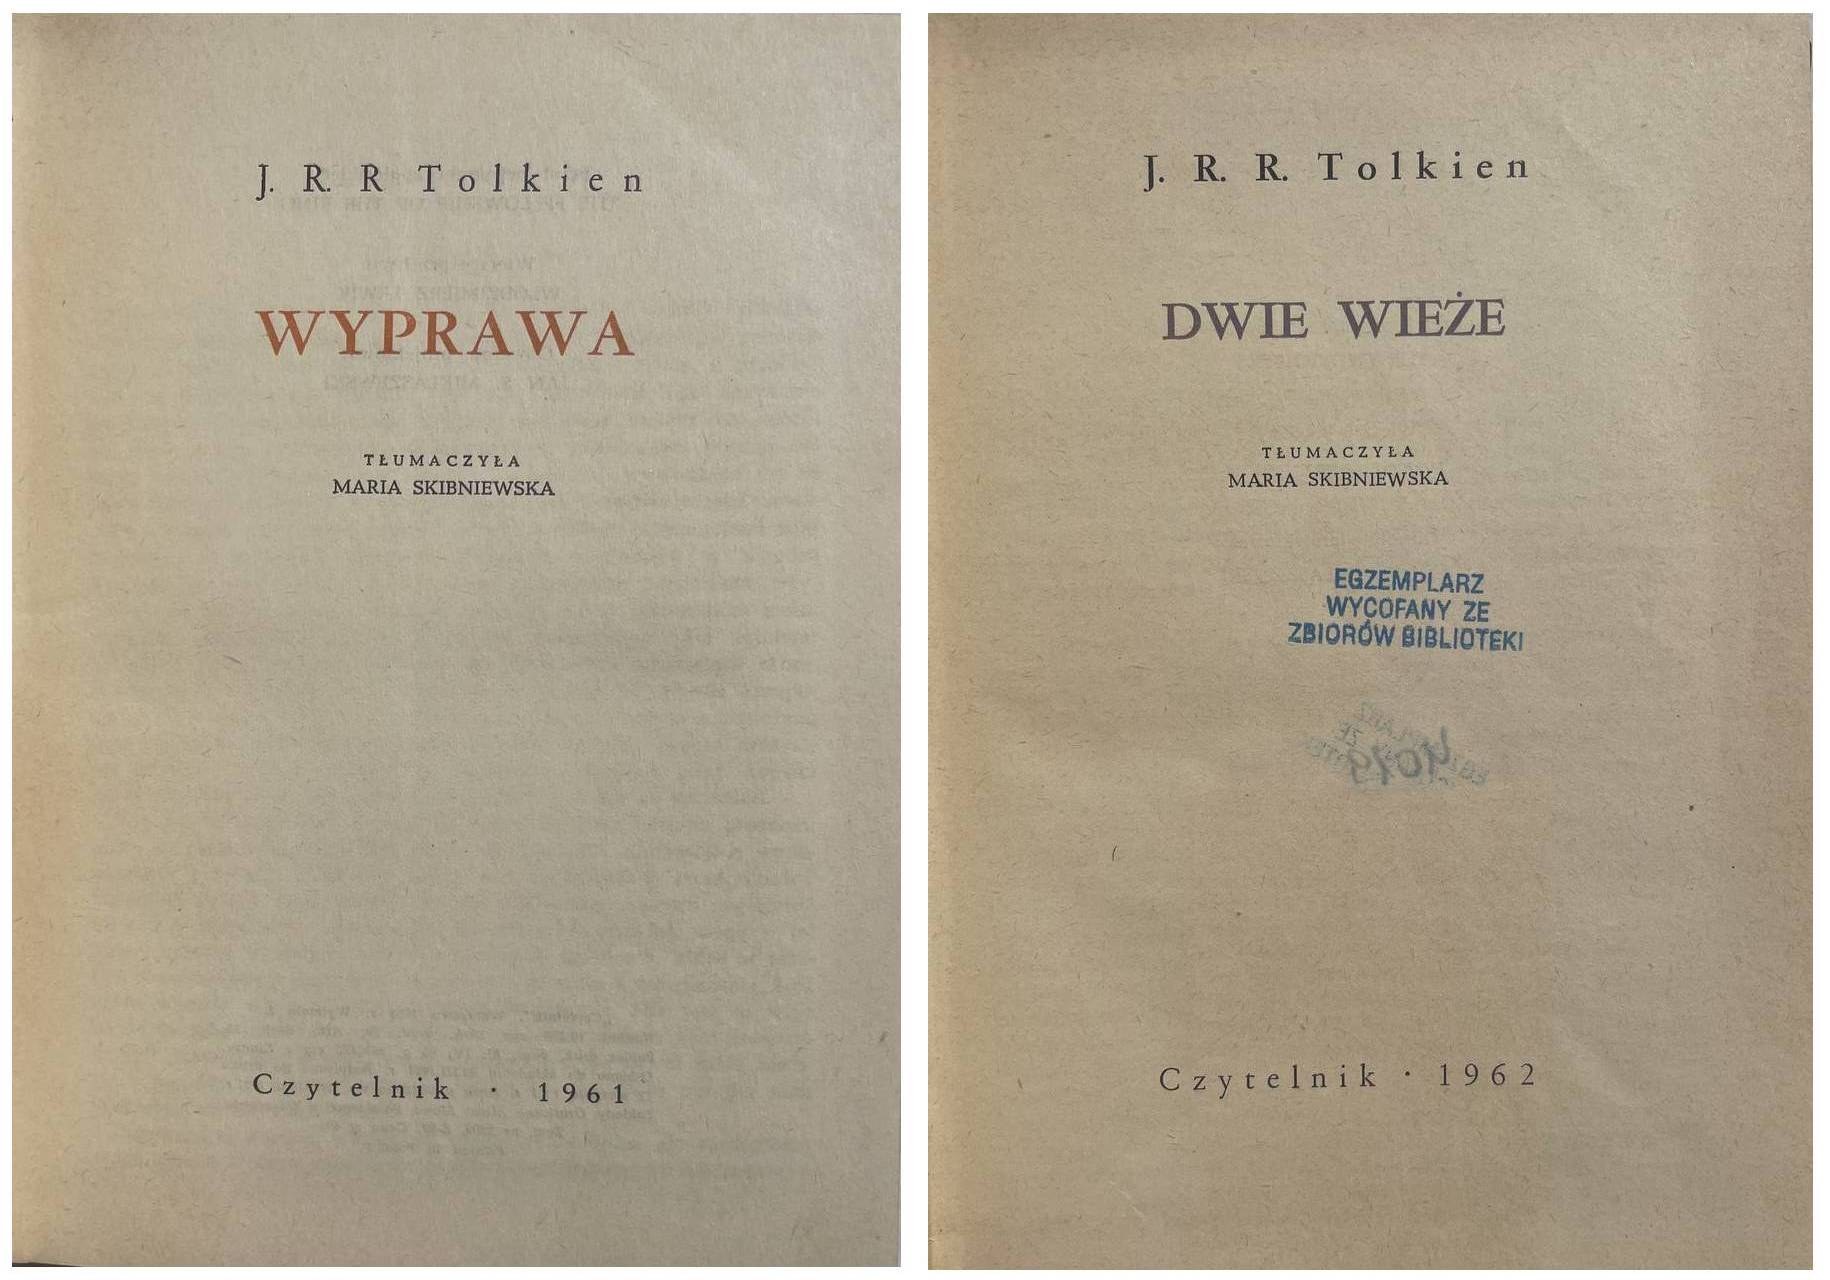 J. R. R Tolkien
WYPRAWA
TŁUMACZYŁA
MARIA SKIBNIEWSKA
Czytelnik · 1961
J. R. R. Tolkien
DWIE WIEŻE
TŁUMACZYŁA
MARIA SKIBNIEWSKA
EGZEMPLARZ
WYCOFANY ZE
ZBIORÓW BIBLIOTEKI
Czytelnik · 1962